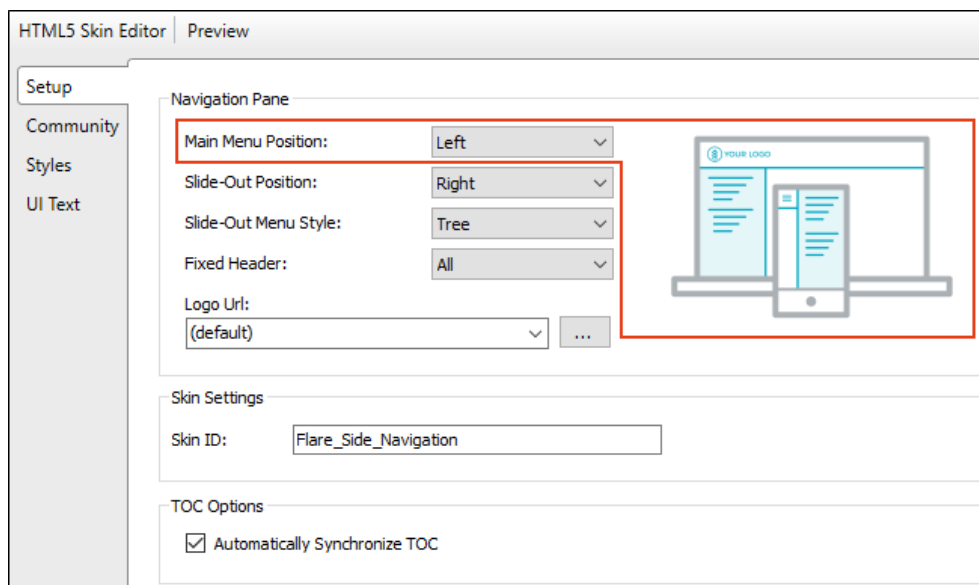 HTML5 Skin Editor Preview
Setup
Community
Styles
UI Text
Navigation Pane
Main Menu Position: Left
Slide-Out Position: Right
Slide-Out Menu Style: Tree
Fixed Header: All
Logo Url:
(default) ...
YOUR LOGO
Skin Settings
Skin ID: Flare_Side_Navigation
TOC Options
Automatically Synchronize TOC